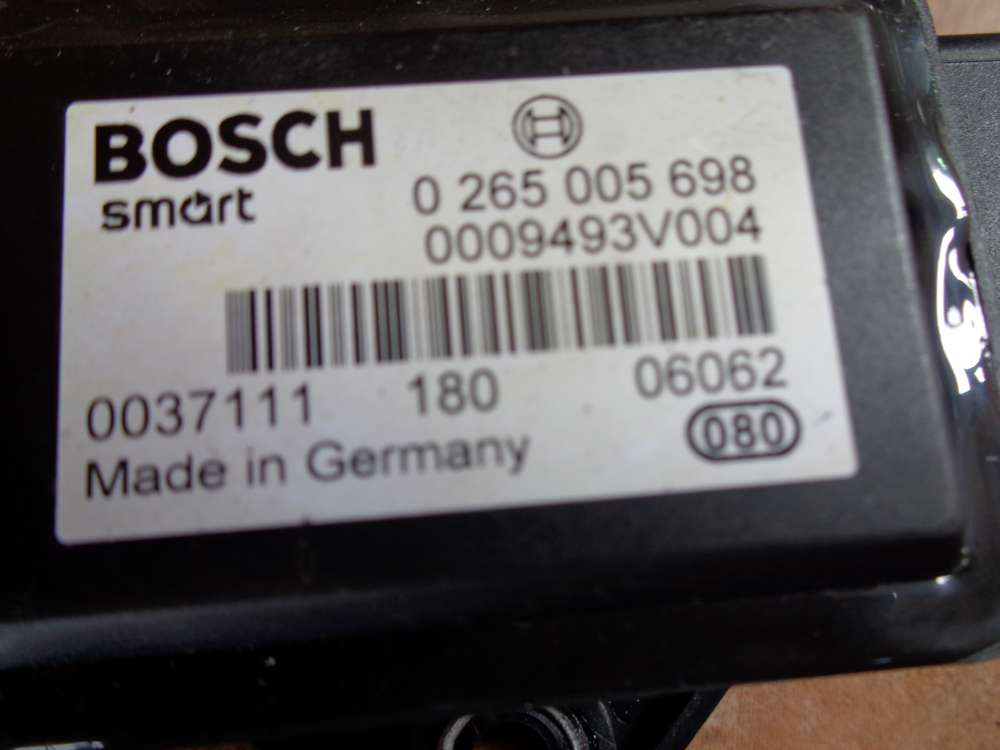 BOSCH
smart
0 265 005 698
0009493V004
0037111 180 06062
Made in Germany 080